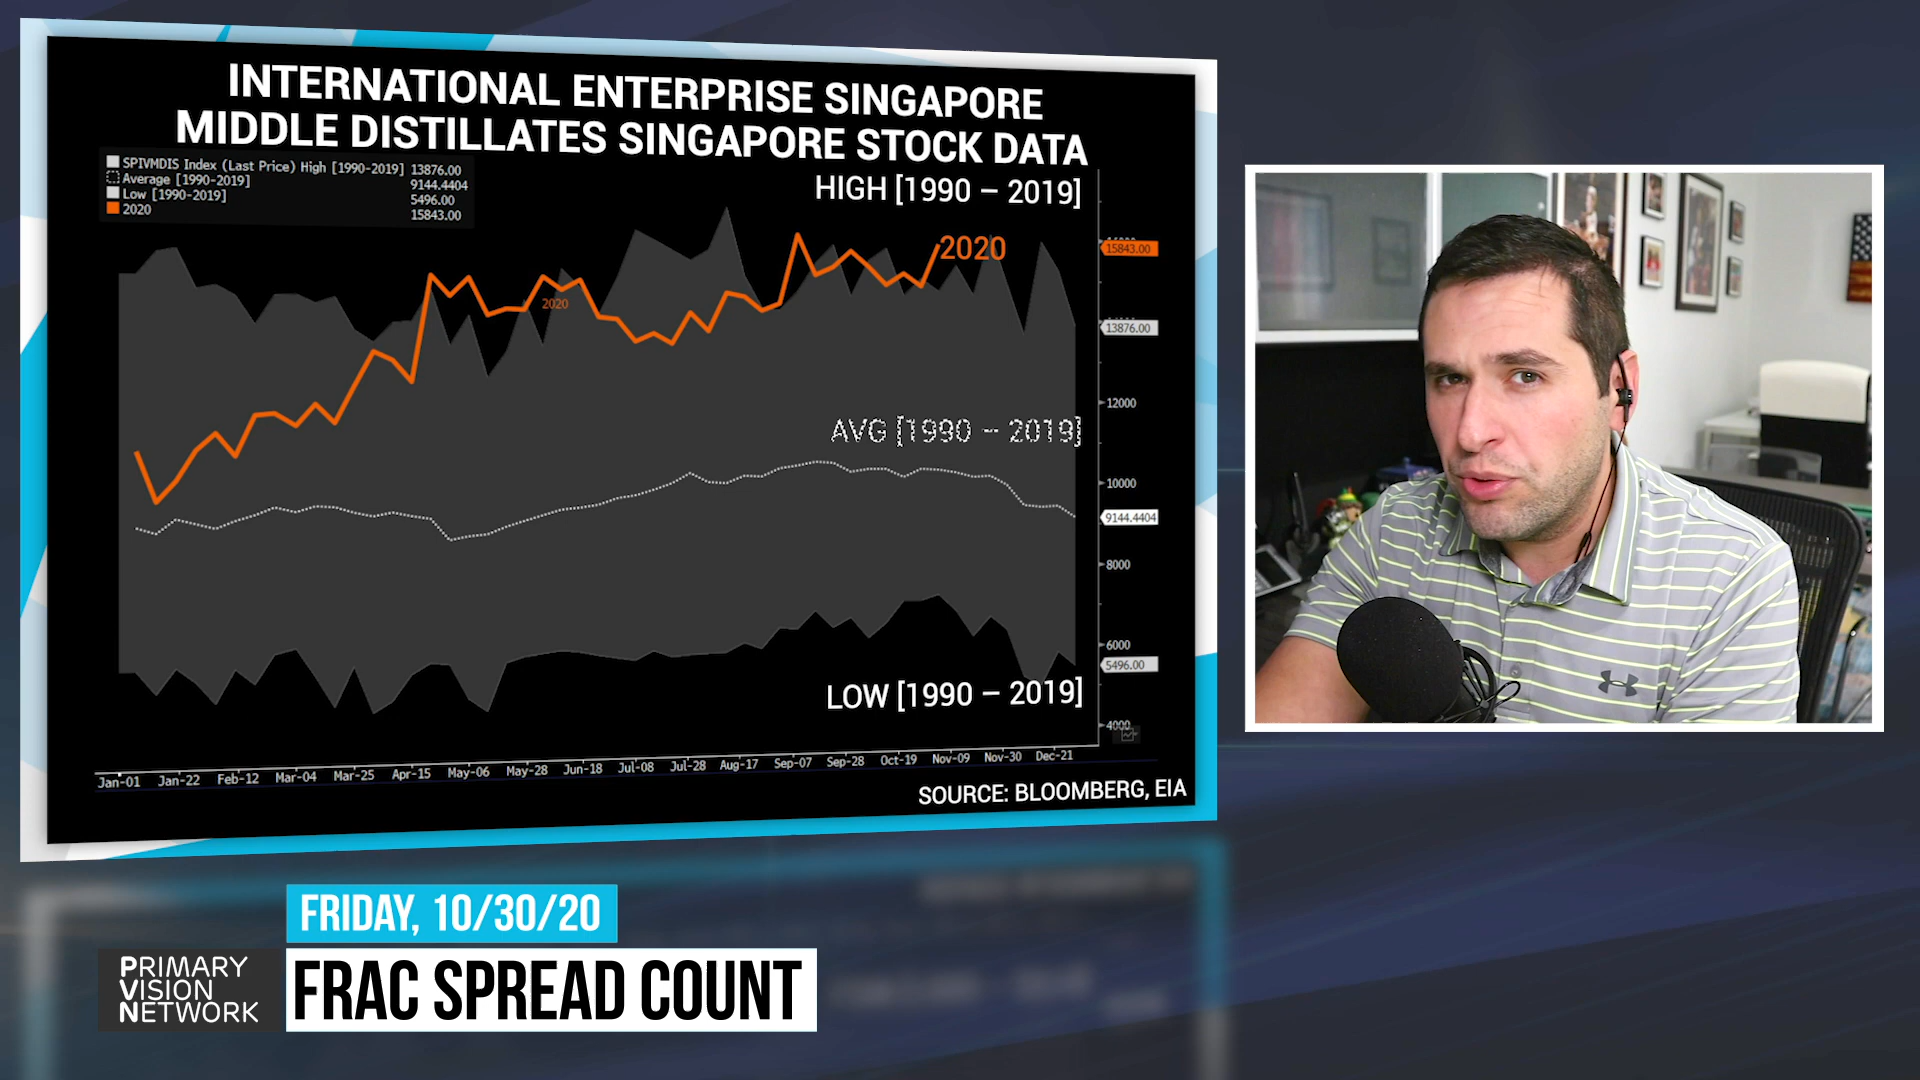 INTERNATIONAL ENTERPRISE SINGAPORE
MIDDLE DISTILLATES SINGAPORE STOCK DATA
SPIVMDIS Index (Last Price) High [1990-2019] 13876.00
Average [1990-2019] 9144.4404
Low [1990-2019] 5496.00
2020 15843.00
HIGH [1990 – 2019]
2020
15843.00
2020
13876.00
12000
AVG [1990 – 2019]
10000
9144.4404
8000
6000
5496.00
LOW [1990 – 2019]
4000
Jan-01 Jan-22 Feb-12 Mar-04 Mar-25 Apr-15 May-06 May-28 Jun-18 Jul-08 Jul-28 Aug-17 Sep-07 Sep-28 Oct-19 Nov-09 Nov-30 Dec-21
SOURCE: BLOOMBERG, EIA
FRIDAY, 10/30/20
PRIMARY
VISION
NETWORK
FRAC SPREAD COUNT